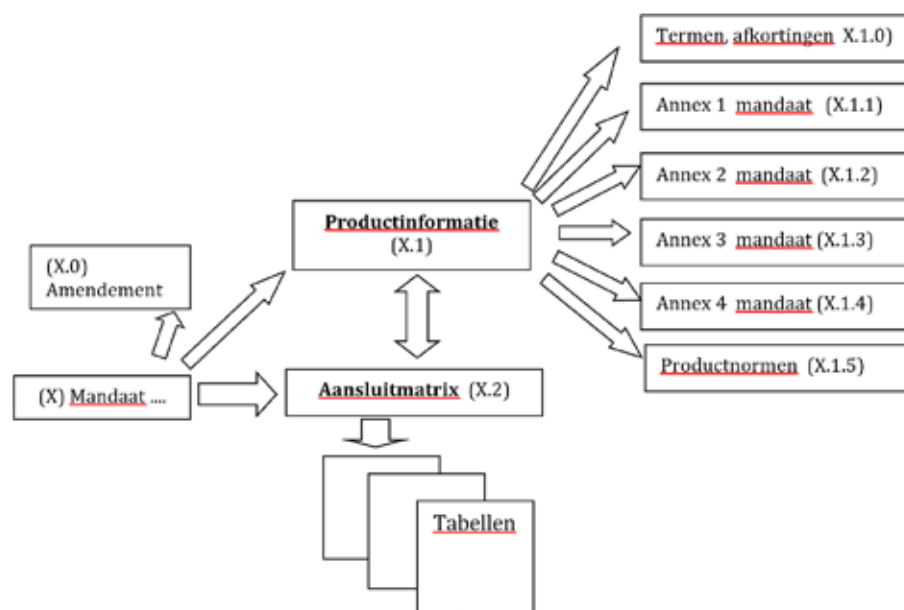 Termen, afkortingen X.1.0)
Annex 1 mandaat (X.1.1)
Annex 2 mandaat (X.1.2)
Annex 3 mandaat (X.1.3)
Annex 4 mandaat (X.1.4)
Productnormen (X.1.5)
Productinformatie
(X.1)
(X.0)
Amendement
(X) Mandaat ....
Aansluitmatrix (X.2)
Tabellen